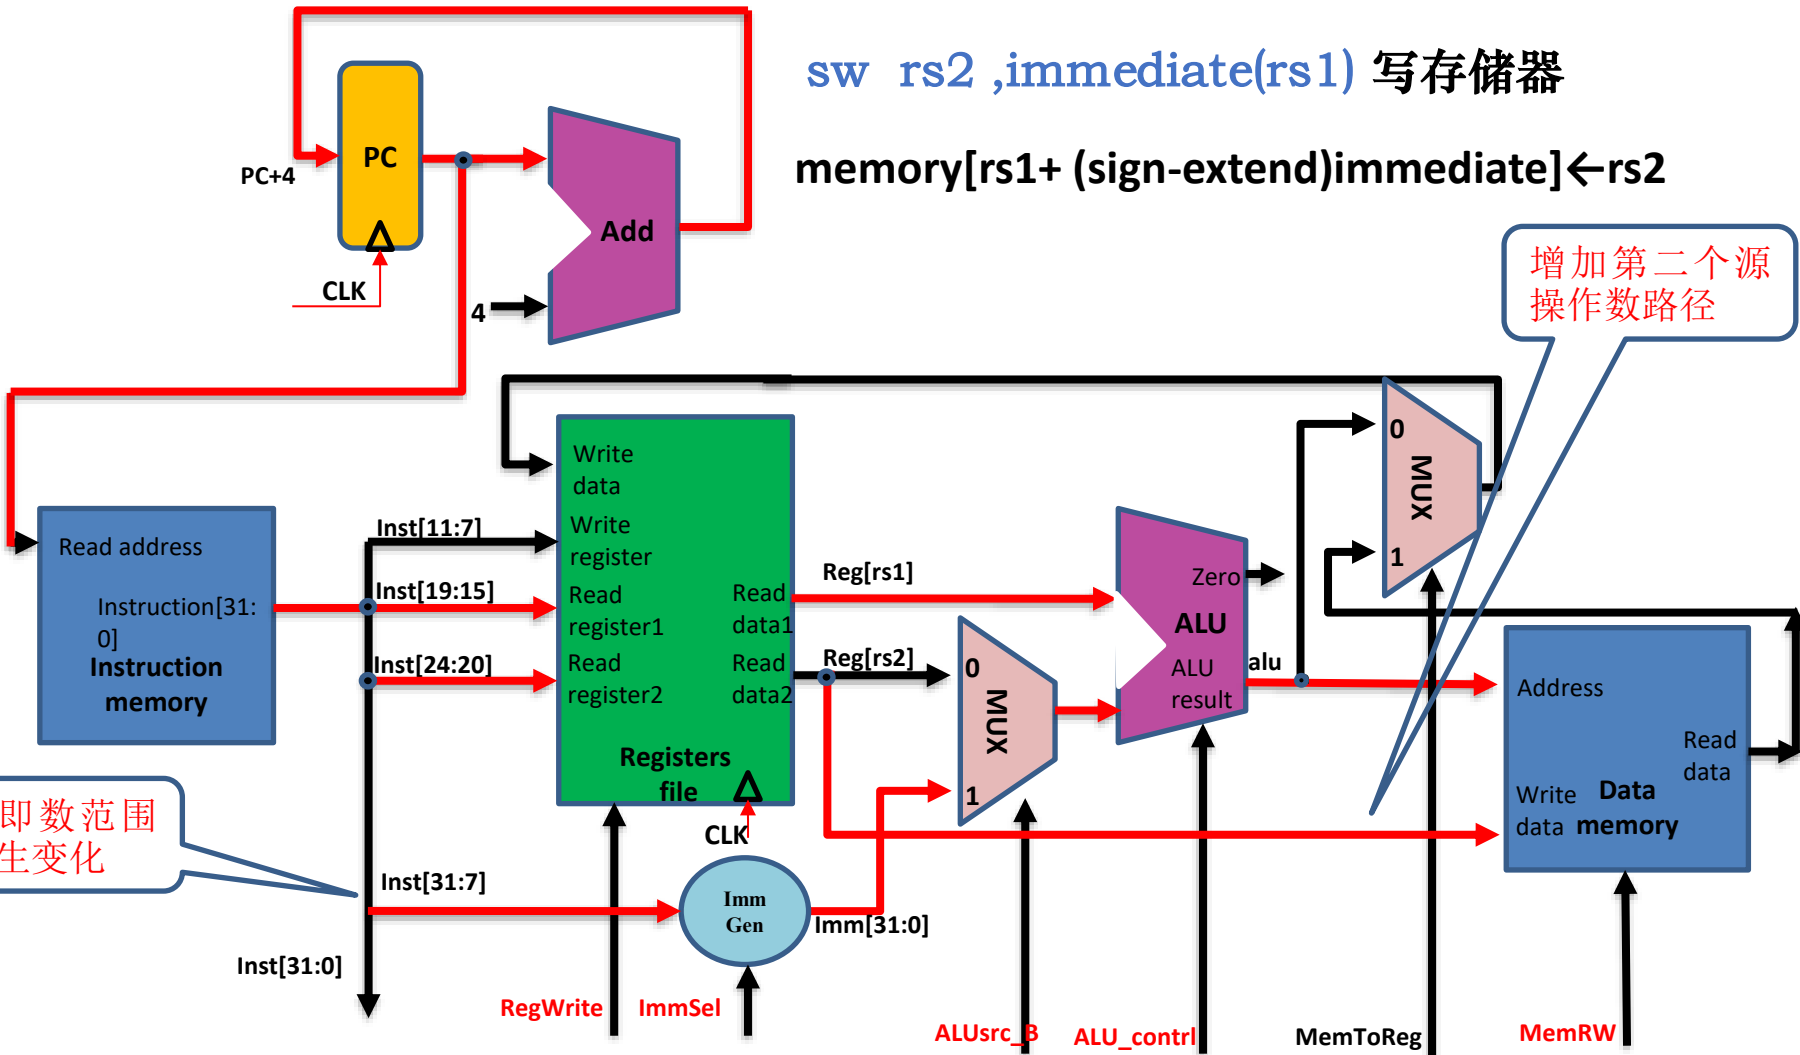 sw rs2 ,immediate(rs1) 写存储器
memory[rs1+ (sign-extend)immediate]←rs2
PC+4
PC
CLK
Add
4
增加第二个源
操作数路径
Read address
Instruction[31:
0]
Instruction
memory
Inst[11:7]
Inst[19:15]
Inst[24:20]
Inst[31:7]
Inst[31:0]
Write
data
Write
register
Read
register1
Read
register2
Read
data1
Read
data2
Registers
file
CLK
Reg[rs1]
Reg[rs2]
0
MUX
1
Zero
ALU
ALU
result
alu
0
MUX
1
Address
Read
data
Write
data
Data
memory
即数范围
生变化
Imm
Gen
Imm[31:0]
RegWrite
ImmSel
ALUsrc_B
ALU_contrl
MemToReg
MemRW